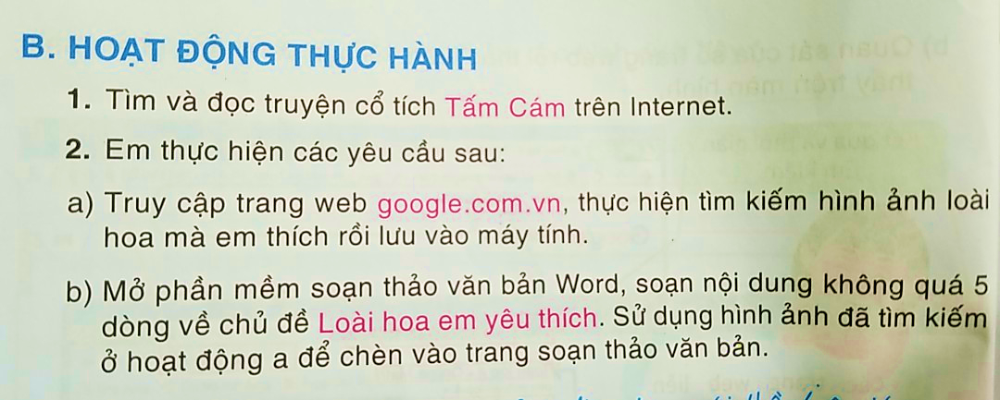 B. HOẠT ĐỘNG THỰC HÀNH
1. Tìm và đọc truyện cổ tích Tấm Cám trên Internet.
2. Em thực hiện các yêu cầu sau:
a) Truy cập trang web google.com.vn, thực hiện tìm kiếm hình ảnh loài
hoa mà em thích rồi lưu vào máy tính.
b) Mở phần mềm soạn thảo văn bản Word, soạn nội dung không quá 5
dòng về chủ đề Loài hoa em yêu thích. Sử dụng hình ảnh đã tìm kiếm
ở hoạt động a để chèn vào trang soạn thảo văn bản.